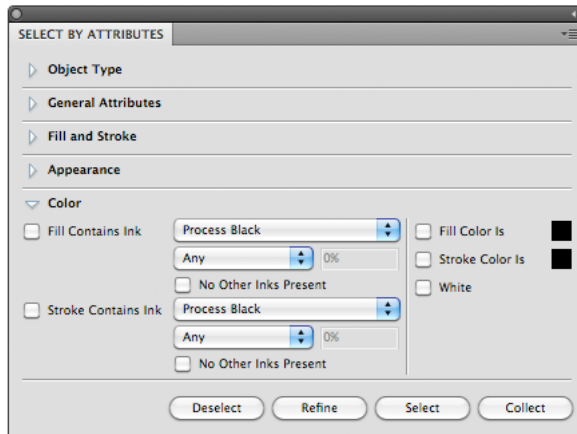 SELECT BY ATTRIBUTES
Object Type
General Attributes
Fill and Stroke
Appearance
Color
Fill Contains Ink Process Black Fill Color Is
Any 0% Stroke Color Is
No Other Inks Present White
Stroke Contains Ink Process Black
Any 0%
No Other Inks Present
Deselect Refine Select Collect